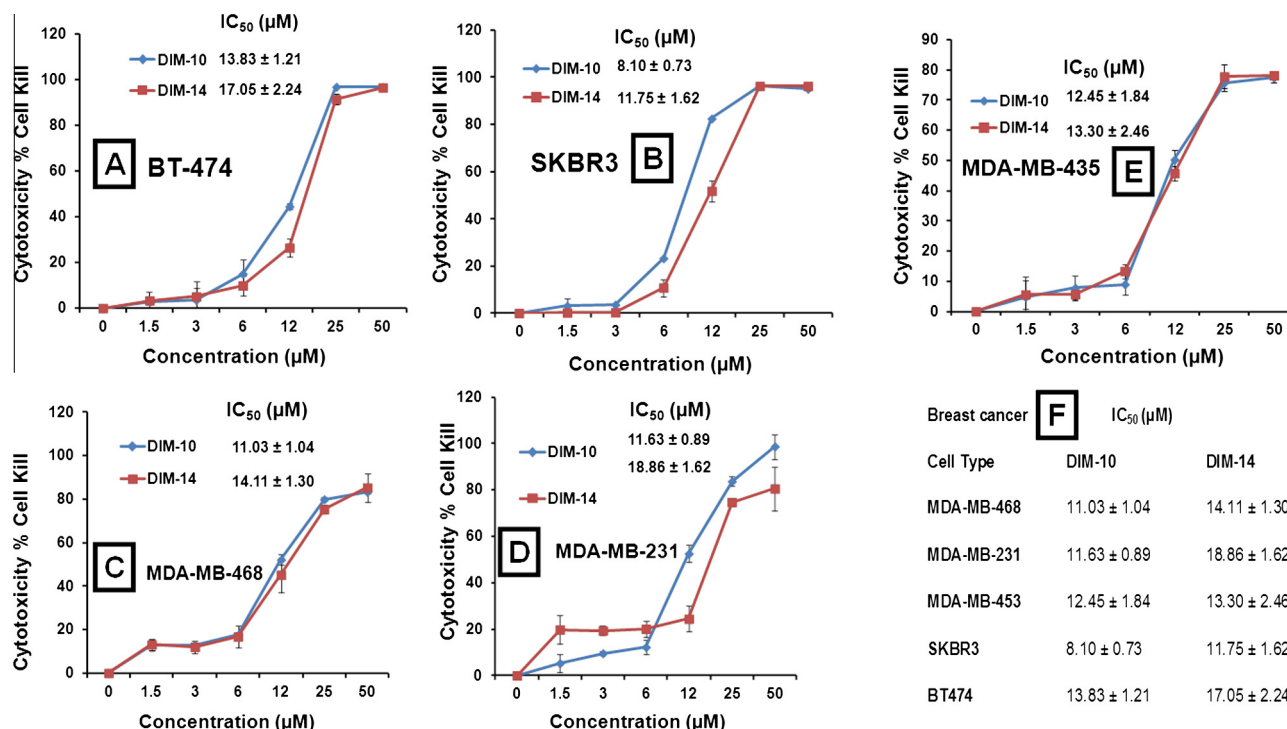 IC50 (µM)
DIM-10 13.83 ± 1.21
DIM-14 17.05 ± 2.24
A BT-474
Cytotoxicity % Cell Kill
120
100
80
60
40
20
0
0 1.5 3 6 12 25 50
Concentration (µM)
IC50 (µM)
DIM-10 8.10 ± 0.73
DIM-14 11.75 ± 1.62
SKBR3 B
Cytotoxicity % Cell Kill
120
100
80
60
40
20
0
0 1.5 3 6 12 25 50
Concentration (µM)
IC50 (µM)
DIM-10 12.45 ± 1.84
DIM-14 13.30 ± 2.46
MDA-MB-435 E
Cytotoxicity % Cell Kill
90
80
70
60
50
40
30
20
10
0
0 1.5 3 6 12 25 50
Concentration (µM)
IC50 (µM)
DIM-10 11.03 ± 1.04
DIM-14 14.11 ± 1.30
C MDA-MB-468
Cytotoxicity % Cell Kill
120
100
80
60
40
20
0
0 1.5 3 6 12 25 50
Concentration (µM)
IC50 (µM)
DIM-10 11.63 ± 0.89
18.86 ± 1.62
DIM-14
D MDA-MB-231
Cytotoxicity % Cell Kill
120
100
80
60
40
20
0
0 1.5 3 6 12 25 50
Concentration (µM)
Breast cancer F IC50 (µM)
Cell Type DIM-10 DIM-14
MDA-MB-468 11.03 ± 1.04 14.11 ± 1.30
MDA-MB-231 11.63 ± 0.89 18.86 ± 1.62
MDA-MB-453 12.45 ± 1.84 13.30 ± 2.46
SKBR3 8.10 ± 0.73 11.75 ± 1.62
BT474 13.83 ± 1.21 17.05 ± 2.24